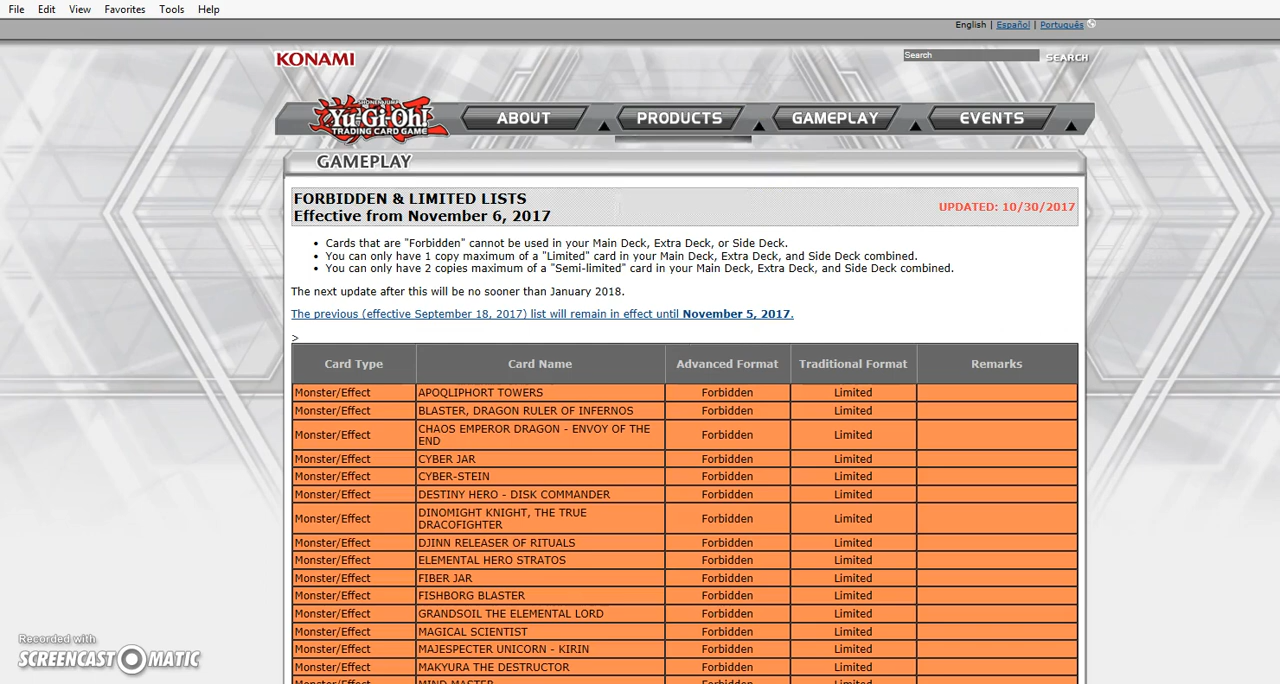 File Edit View Favorites Tools Help
English | Español | Português
KONAMI
Search SEARCH
SHONEN JUMP
Yu-Gi-Oh!
TRADING CARD GAME
ABOUT PRODUCTS GAMEPLAY EVENTS
GAMEPLAY
FORBIDDEN & LIMITED LISTS
Effective from November 6, 2017
UPDATED: 10/30/2017
• Cards that are "Forbidden" cannot be used in your Main Deck, Extra Deck, or Side Deck.
• You can only have 1 copy maximum of a "Limited" card in your Main Deck, Extra Deck, and Side Deck combined.
• You can only have 2 copies maximum of a "Semi-limited" card in your Main Deck, Extra Deck, and Side Deck combined.
The next update after this will be no sooner than January 2018.
The previous (effective September 18, 2017) list will remain in effect until November 5, 2017.
>
Card Type Card Name Advanced Format Traditional Format Remarks
Monster/Effect APOQLIPHORT TOWERS Forbidden Limited
Monster/Effect BLASTER, DRAGON RULER OF INFERNOS Forbidden Limited
Monster/Effect CHAOS EMPEROR DRAGON - ENVOY OF THE
END Forbidden Limited
Monster/Effect CYBER JAR Forbidden Limited
Monster/Effect CYBER-STEIN Forbidden Limited
Monster/Effect DESTINY HERO - DISK COMMANDER Forbidden Limited
Monster/Effect DINOMIGHT KNIGHT, THE TRUE
DRACOFIGHTER Forbidden Limited
Monster/Effect DJINN RELEASER OF RITUALS Forbidden Limited
Monster/Effect ELEMENTAL HERO STRATOS Forbidden Limited
Monster/Effect FIBER JAR Forbidden Limited
Monster/Effect FISHBORG BLASTER Forbidden Limited
Monster/Effect GRANDSOIL THE ELEMENTAL LORD Forbidden Limited
Monster/Effect MAGICAL SCIENTIST Forbidden Limited
Monster/Effect MAJESPECTER UNICORN - KIRIN Forbidden Limited
Monster/Effect MAKYURA THE DESTRUCTOR Forbidden Limited
Monster/Effect MIND MASTER Forbidden Limited
Recorded with
SCREENCAST-O-MATIC